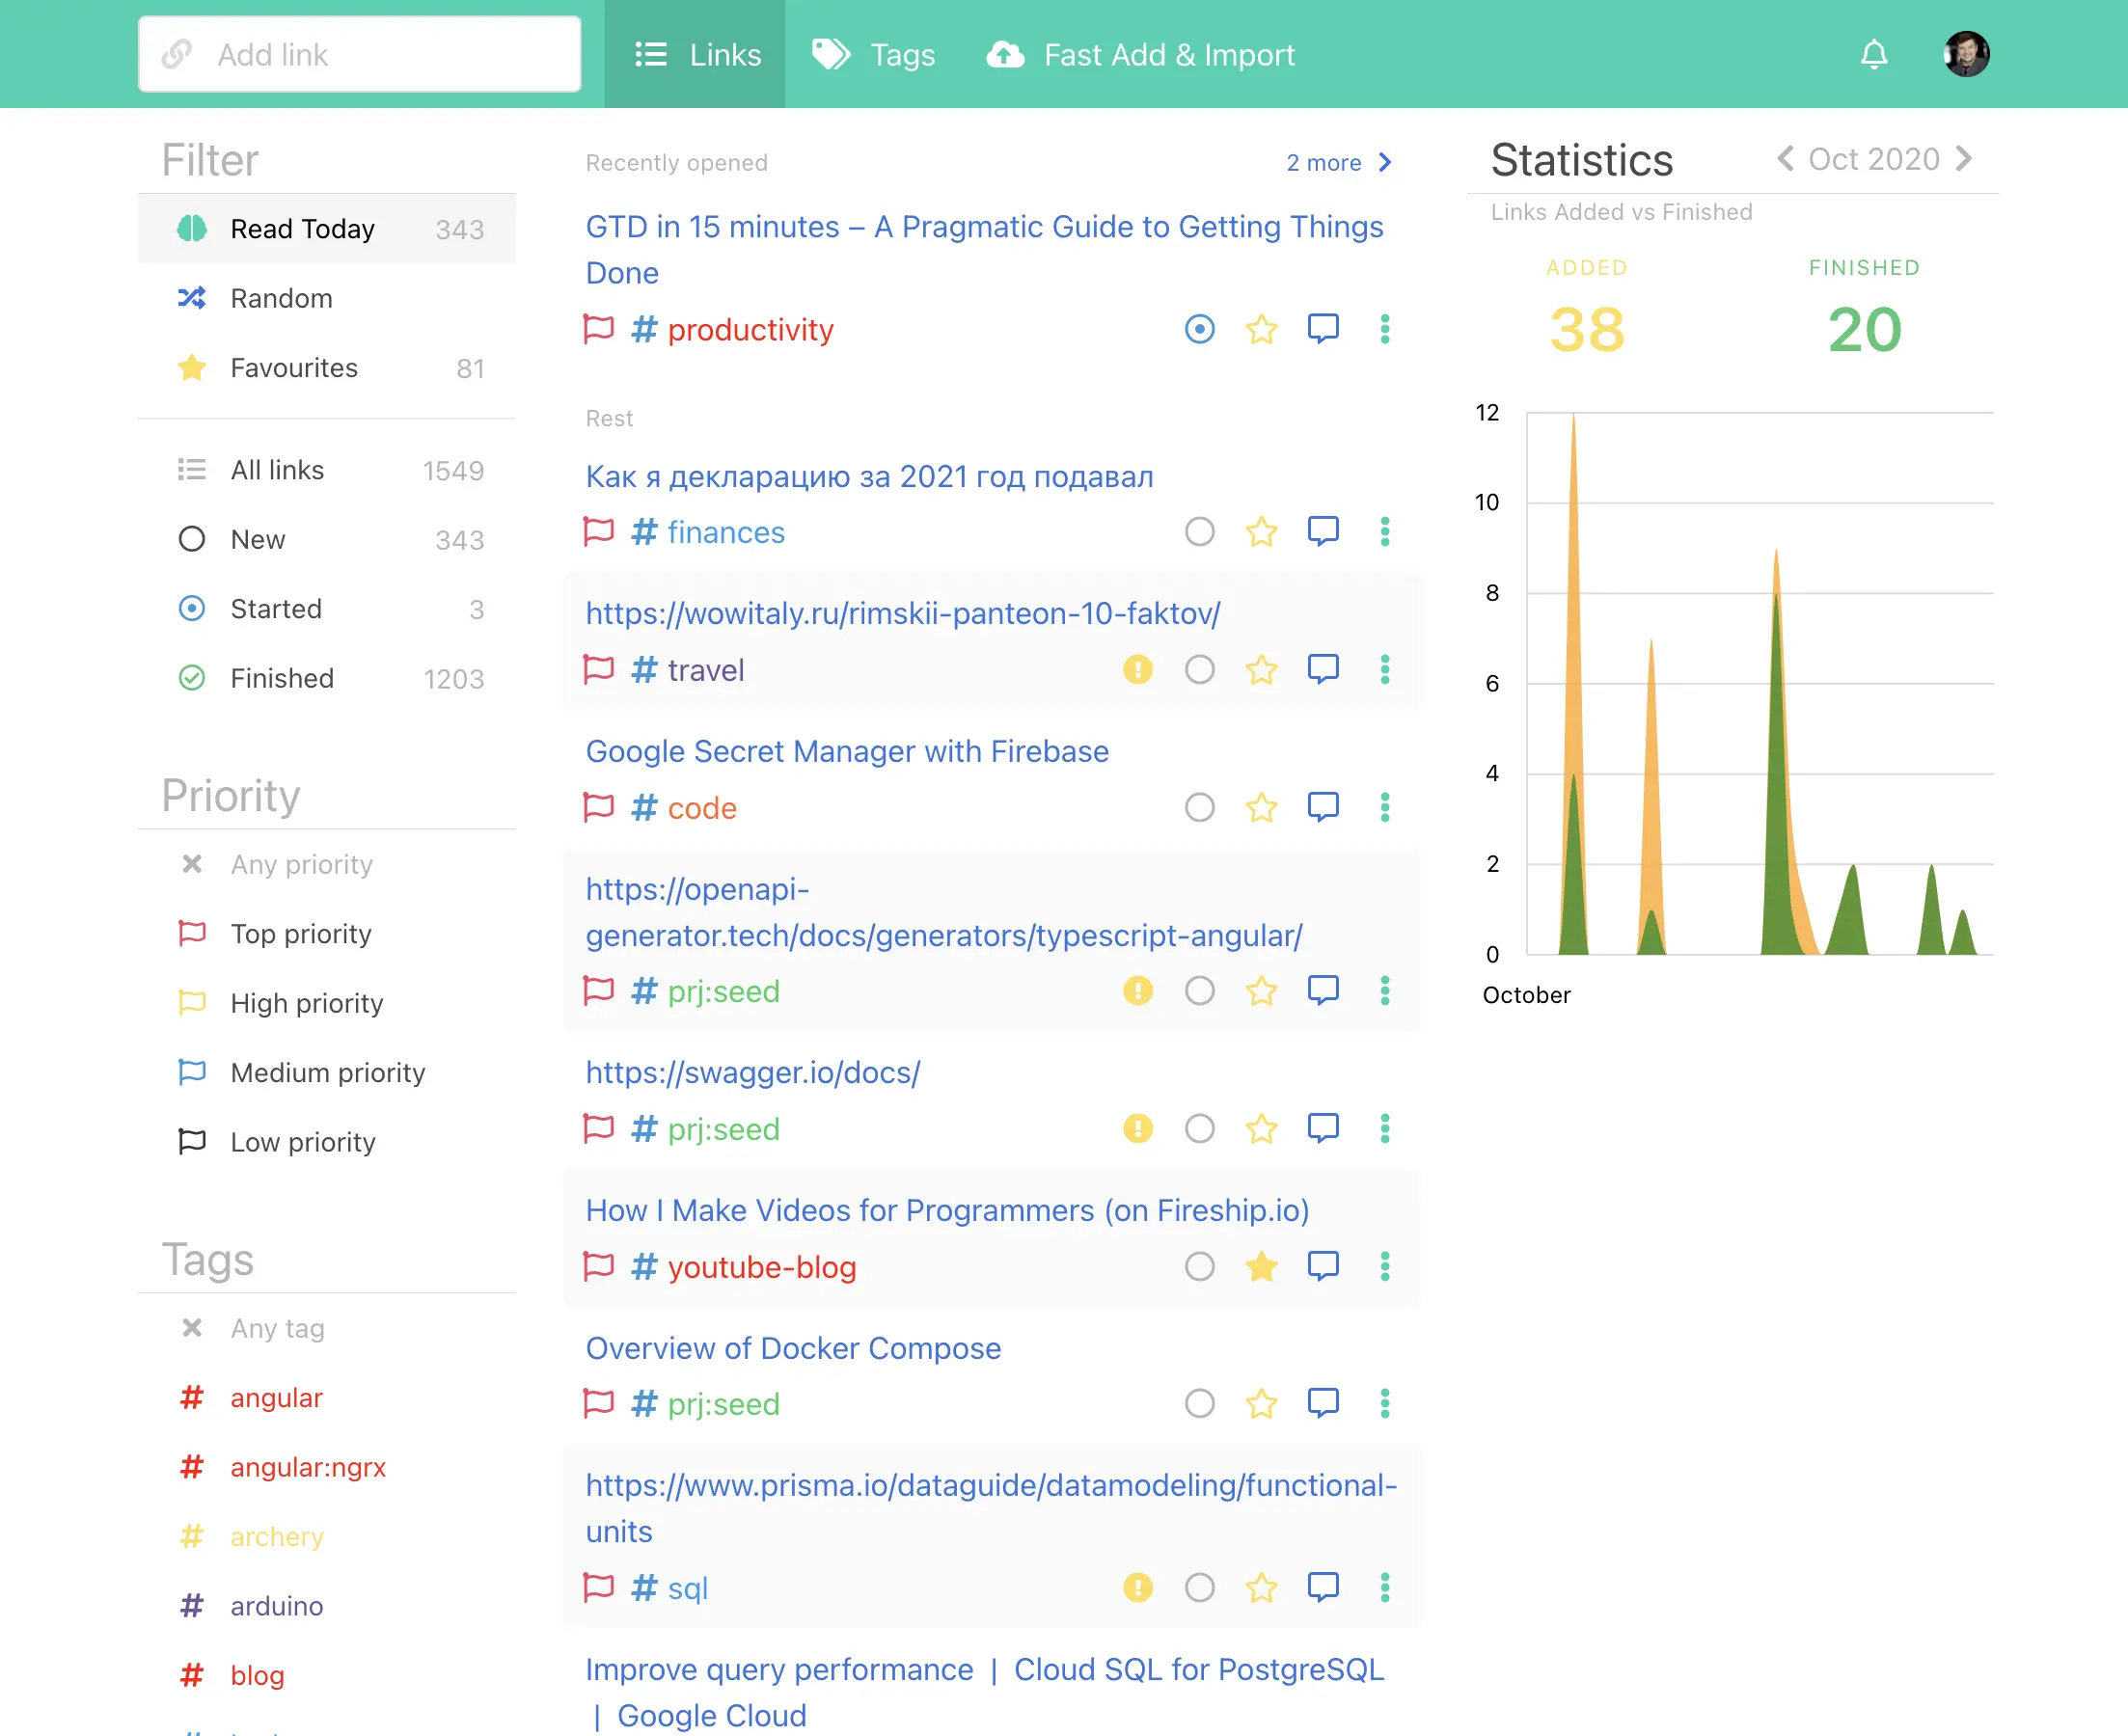 Add link
Links
Tags
Fast Add & Import
Filter
Read Today 343
Random
Favourites 81
All links 1549
New 343
Started 3
Finished 1203
Priority
Any priority
Top priority
High priority
Medium priority
Low priority
Tags
Any tag
# angular
# angular:ngrx
# archery
# arduino
# blog
Recently opened
2 more
GTD in 15 minutes – A Pragmatic Guide to Getting Things
Done
# productivity
Rest
Как я декларацию за 2021 год подавал
# finances
https://wowitaly.ru/rimskii-panteon-10-faktov/
# travel
Google Secret Manager with Firebase
# code
https://openapi-
generator.tech/docs/generators/typescript-angular/
# prj:seed
https://swagger.io/docs/
# prj:seed
How I Make Videos for Programmers (on Fireship.io)
# youtube-blog
Overview of Docker Compose
# prj:seed
https://www.prisma.io/dataguide/datamodeling/functional-
units
# sql
Improve query performance | Cloud SQL for PostgreSQL
| Google Cloud
Statistics
Oct 2020
Links Added vs Finished
ADDED
FINISHED
38
20
12
10
8
6
4
2
0
October